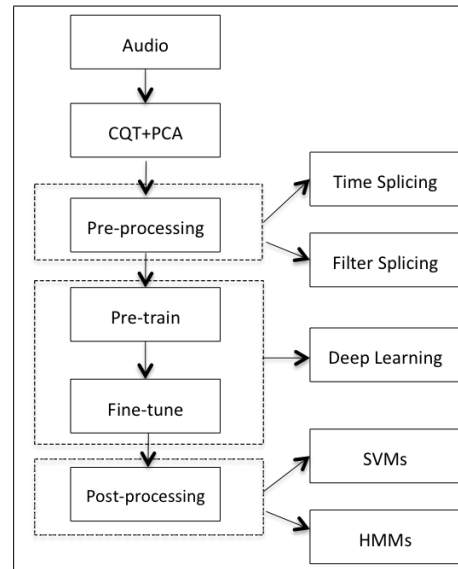 Audio
CQT+PCA
Pre-processing
Time Splicing
Filter Splicing
Pre-train
Fine-tune
Deep Learning
Post-processing
SVMs
HMMs